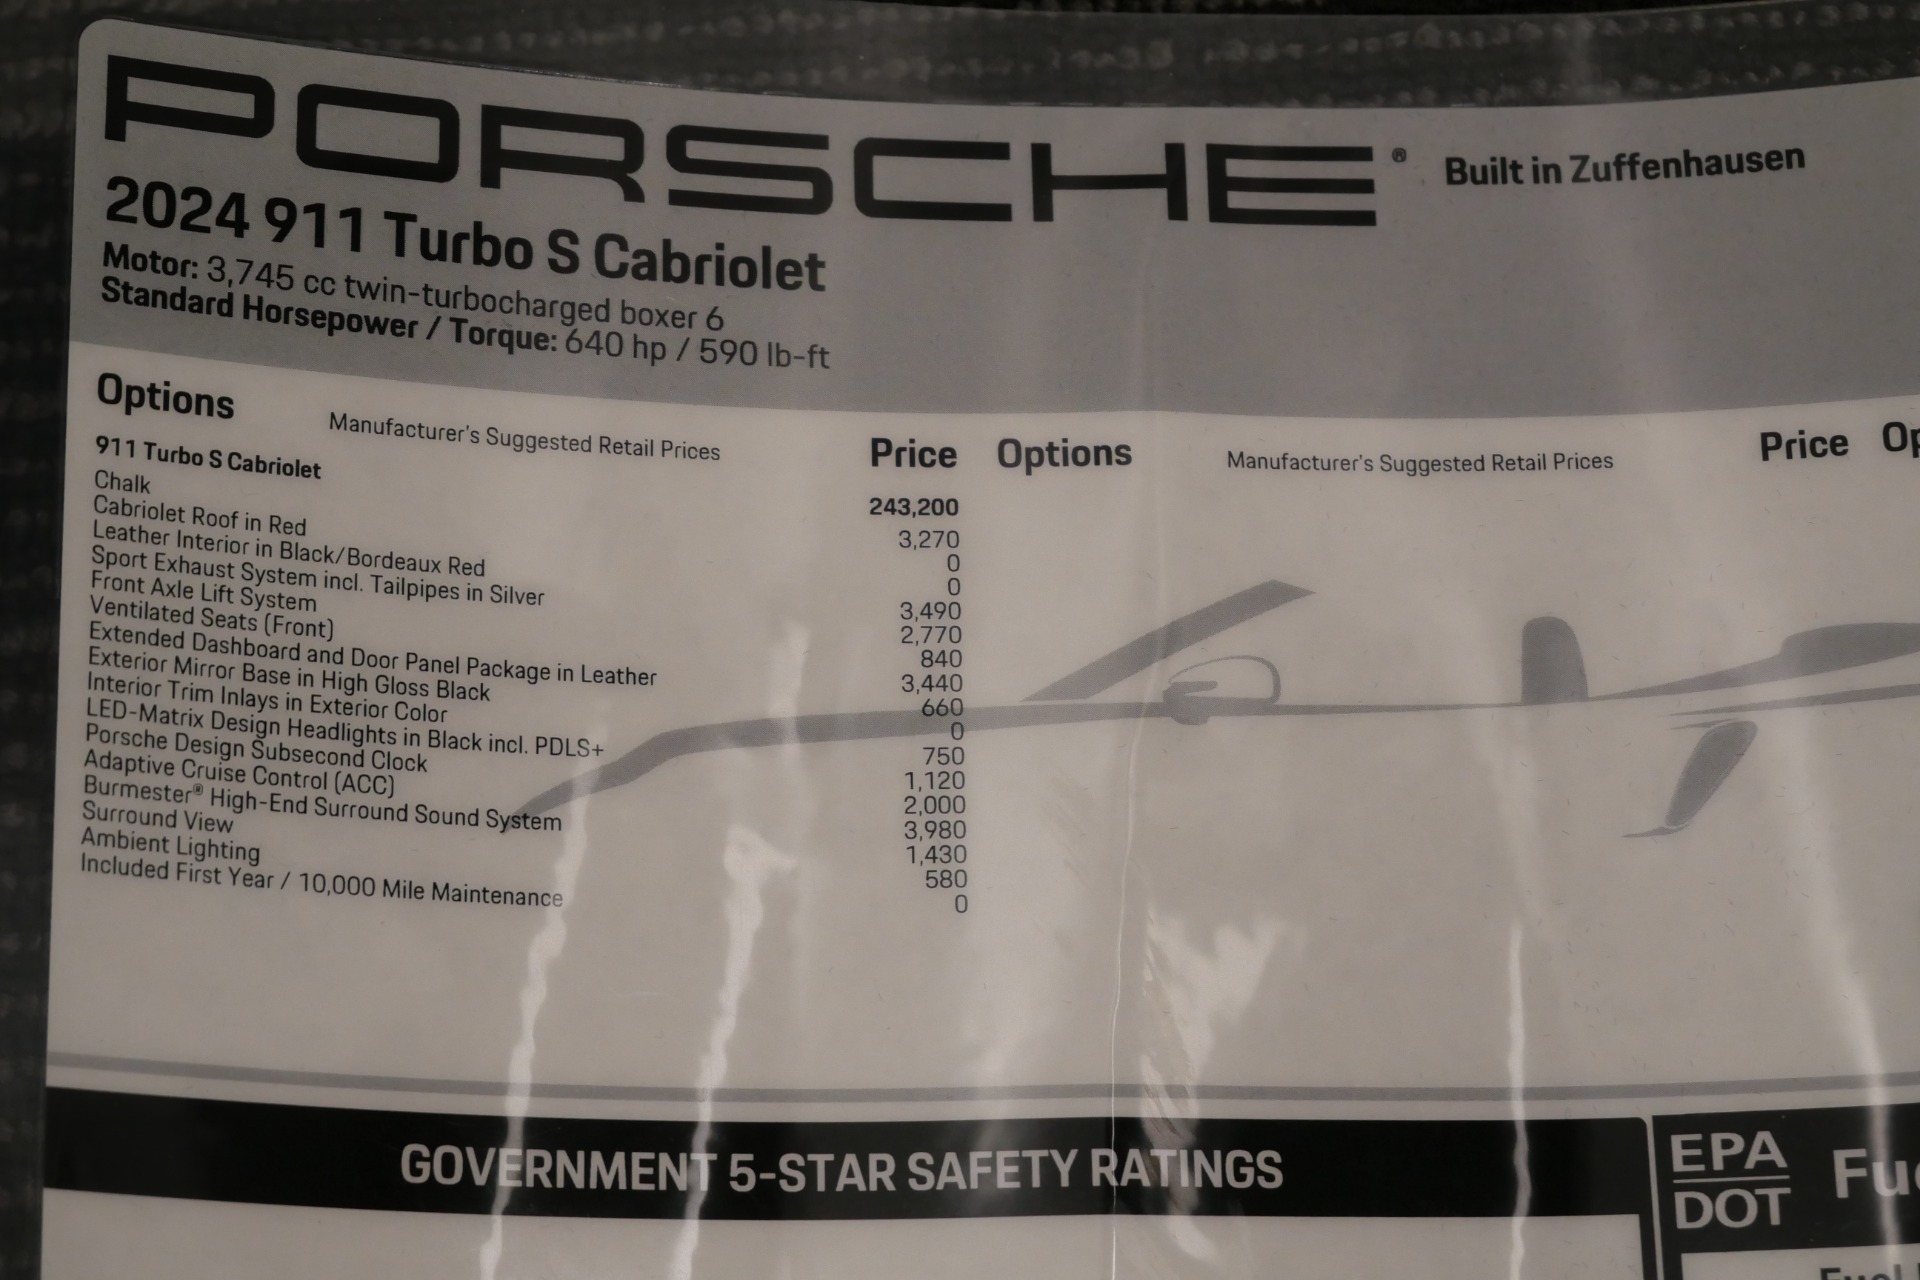 PORSCHE® Built in Zuffenhausen
2024 911 Turbo S Cabriolet
Motor: 3,745 cc twin-turbocharged boxer 6
Standard Horsepower / Torque: 640 hp / 590 lb-ft
Options Manufacturer's Suggested Retail Prices Price Options Manufacturer's Suggested Retail Prices Price Op
911 Turbo S Cabriolet 243,200
Chalk 3,270
Cabriolet Roof in Red 0
Leather Interior in Black/Bordeaux Red 0
Sport Exhaust System incl. Tailpipes in Silver 3,490
Front Axle Lift System 2,770
Ventilated Seats (Front) 840
Extended Dashboard and Door Panel Package in Leather 3,440
Exterior Mirror Base in High Gloss Black 660
Interior Trim Inlays in Exterior Color 0
LED-Matrix Design Headlights in Black incl. PDLS+ 750
Porsche Design Subsecond Clock 1,120
Adaptive Cruise Control (ACC) 2,000
Burmester® High-End Surround Sound System 3,980
Surround View 1,430
Ambient Lighting 580
Included First Year / 10,000 Mile Maintenance 0
GOVERNMENT 5-STAR SAFETY RATINGS
EPA
DOT
Fu